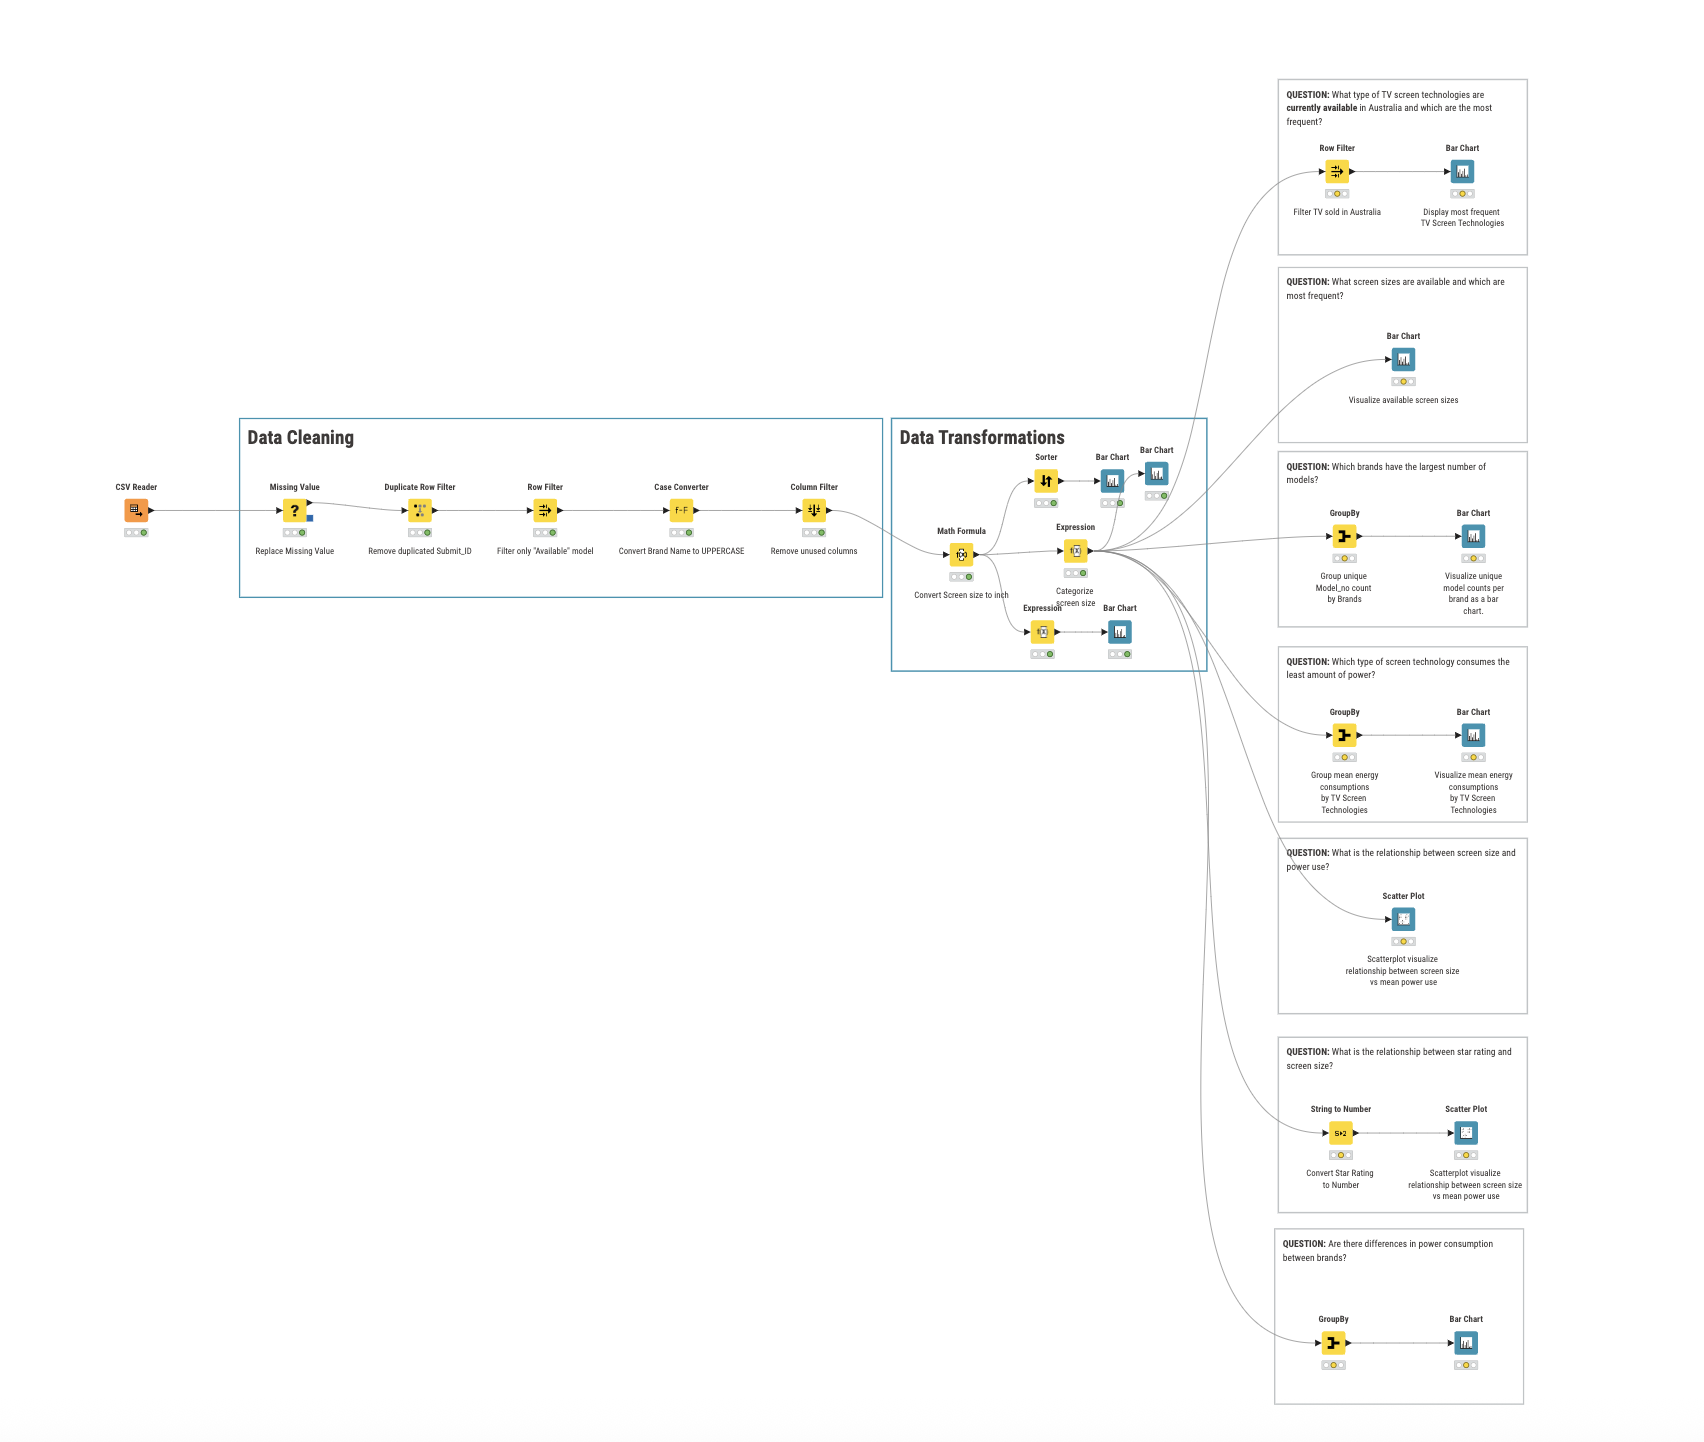 CSV Reader
Data Cleaning
Missing Value
Replace Missing Value
Duplicate Row Filter
Remove duplicated Submit_ID
Row Filter
Filter only "Available" model
Case Converter
Convert Brand Name to UPPERCASE
Column Filter
Remove unused columns
Data Transformations
Math Formula
Convert Screen size to inch
Sorter
Bar Chart
Bar Chart
Expression
Categorize
screen size
Expression
Bar Chart
QUESTION: What type of TV screen technologies are
currently available in Australia and which are the most
frequent?
Row Filter
Filter TV sold in Australia
Bar Chart
Display most frequent
TV Screen Technologies
QUESTION: What screen sizes are available and which are
most frequent?
Bar Chart
Visualize available screen sizes
QUESTION: Which brands have the largest number of
models?
GroupBy
Group unique
Model_no count
by Brands
Bar Chart
Visualize unique
model counts per
brand as a bar
chart.
QUESTION: Which type of screen technology consumes the
least amount of power?
GroupBy
Group mean energy
consumptions
by TV Screen
Technologies
Bar Chart
Visualize mean energy
consumptions
by TV Screen
Technologies
QUESTION: What is the relationship between screen size and
power use?
Scatter Plot
Scatterplot visualize
relationship between screen size
vs mean power use
QUESTION: What is the relationship between star rating and
screen size?
String to Number
Convert Star Rating
to Number
Scatter Plot
Scatterplot visualize
relationship between screen size
vs mean power use
QUESTION: Are there differences in power consumption
between brands?
GroupBy
Bar Chart